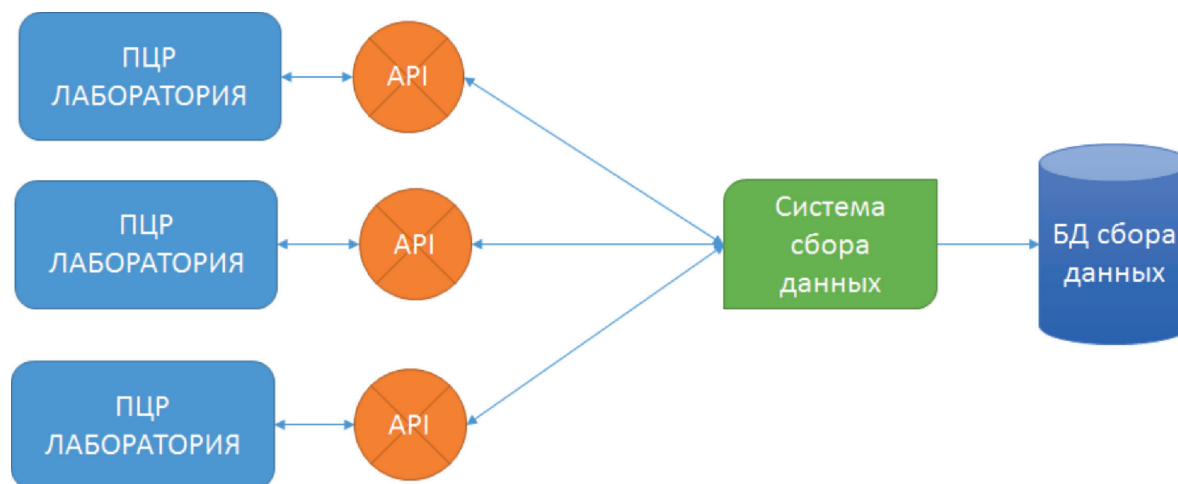 ПЦР
ЛАБОРАТОРИЯ
API
ПЦР
ЛАБОРАТОРИЯ
API
Система
сбора
данных
БД сбора
данных
ПЦР
ЛАБОРАТОРИЯ
API